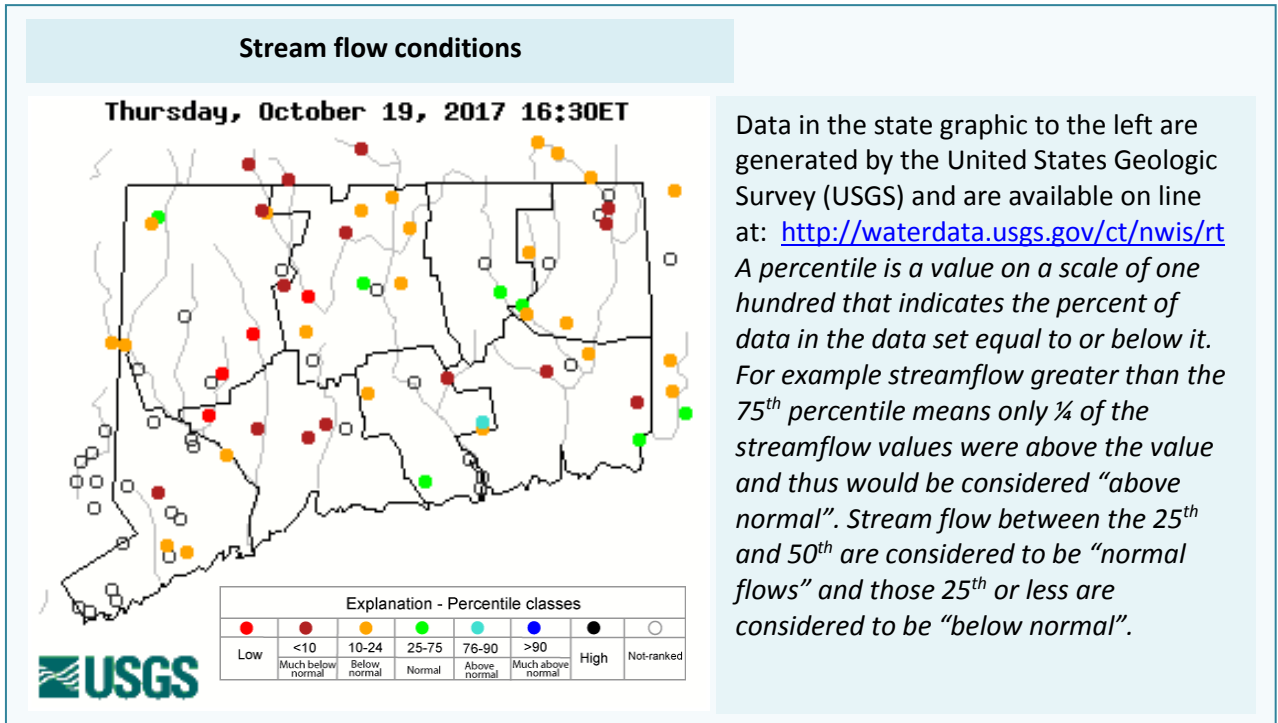 Stream flow conditions
Thursday, October 19, 2017 16:30ET
Data in the state graphic to the left are
generated by the United States Geologic
Survey (USGS) and are available on line
at: http://waterdata.usgs.gov/ct/nwis/rt
A percentile is a value on a scale of one
hundred that indicates the percent of
data in the data set equal to or below it.
For example streamflow greater than the
75th percentile means only ¼ of the
streamflow values were above the value
and thus would be considered “above
normal”. Stream flow between the 25th
and 50th are considered to be “normal
flows” and those 25th or less are
considered to be “below normal”.
Explanation - Percentile classes
Low <10 10-24 25-75 76-90 >90 High Not-ranked
Much below normal Below normal Normal Above normal Much above normal
USGS